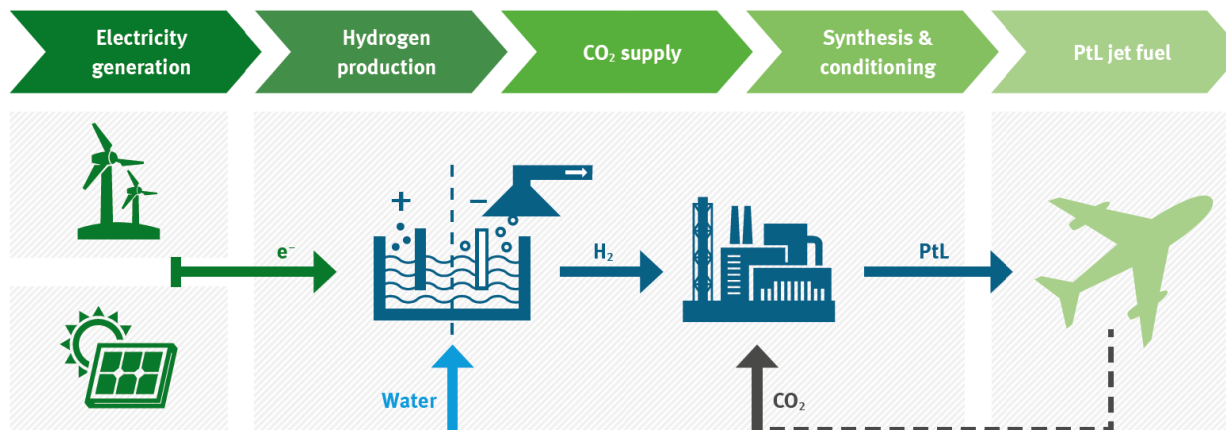 Electricity
generation
Hydrogen
production
CO₂ supply
Synthesis &
conditioning
PtL jet fuel
+
−
e⁻
H₂
PtL
Water
CO₂